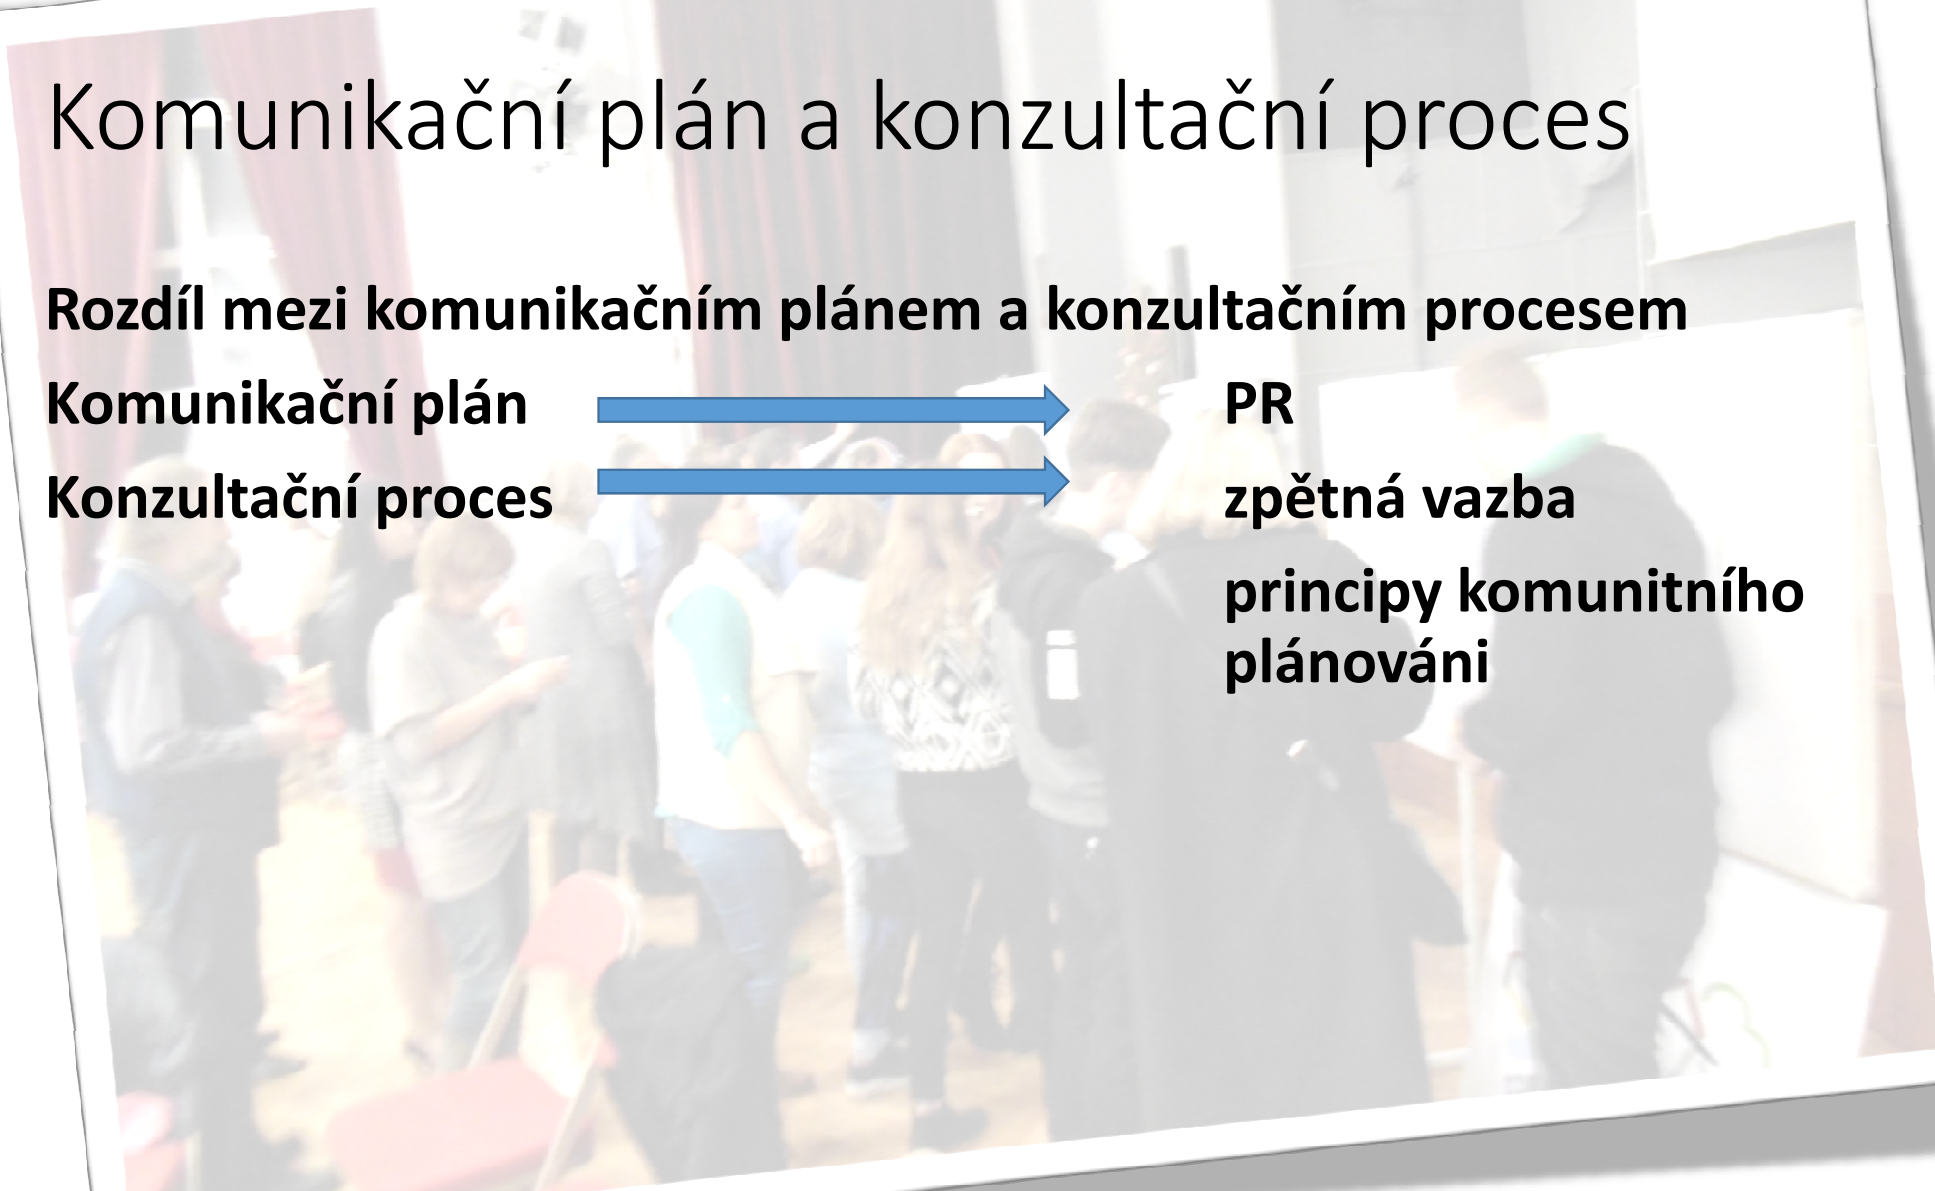 Komunikační plán a konzultační proces
Rozdíl mezi komunikačním plánem a konzultačním procesem
Komunikační plán PR
Konzultační proces zpětná vazba
principy komunitního
plánováni